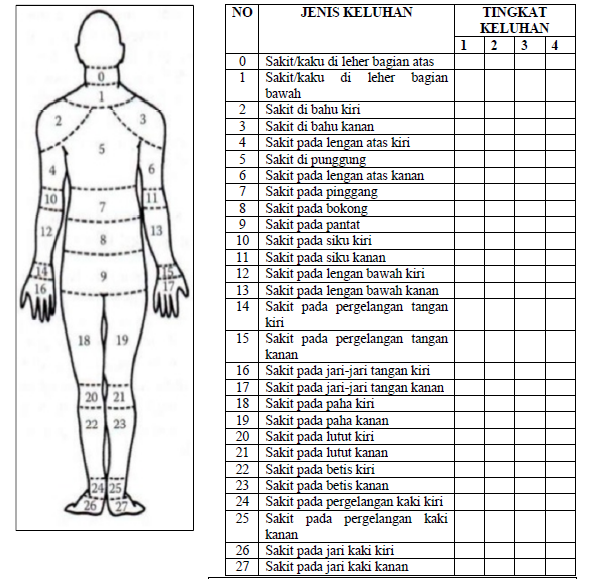 0
1
2
3
5
4
6
10
11
7
12
13
8
14
15
9
16
17
18
19
20
21
22
23
24
25
26
27
NO JENIS KELUHAN TINGKAT
KELUHAN
1 2 3 4
0 Sakit/kaku di leher bagian atas
1 Sakit/kaku di leher bagian
bawah
2 Sakit di bahu kiri
3 Sakit di bahu kanan
4 Sakit pada lengan atas kiri
5 Sakit di punggung
6 Sakit pada lengan atas kanan
7 Sakit pada pinggang
8 Sakit pada bokong
9 Sakit pada pantat
10 Sakit pada siku kiri
11 Sakit pada siku kanan
12 Sakit pada lengan bawah kiri
13 Sakit pada lengan bawah kanan
14 Sakit pada pergelangan tangan
kiri
15 Sakit pada pergelangan tangan
kanan
16 Sakit pada jari-jari tangan kiri
17 Sakit pada jari-jari tangan kanan
18 Sakit pada paha kiri
19 Sakit pada paha kanan
20 Sakit pada lutut kiri
21 Sakit pada lutut kanan
22 Sakit pada betis kiri
23 Sakit pada betis kanan
24 Sakit pada pergelangan kaki kiri
25 Sakit pada pergelangan kaki
kanan
26 Sakit pada jari kaki kiri
27 Sakit pada jari kaki kanan